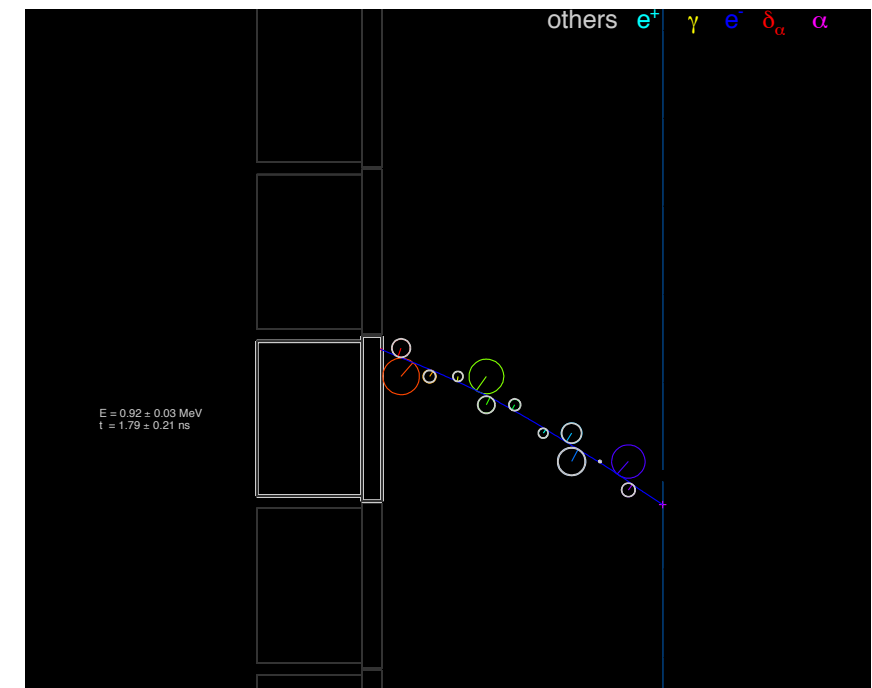 others e⁺ γ e⁻ δα α
E = 0.92 ± 0.03 MeV
t = 1.79 ± 0.21 ns